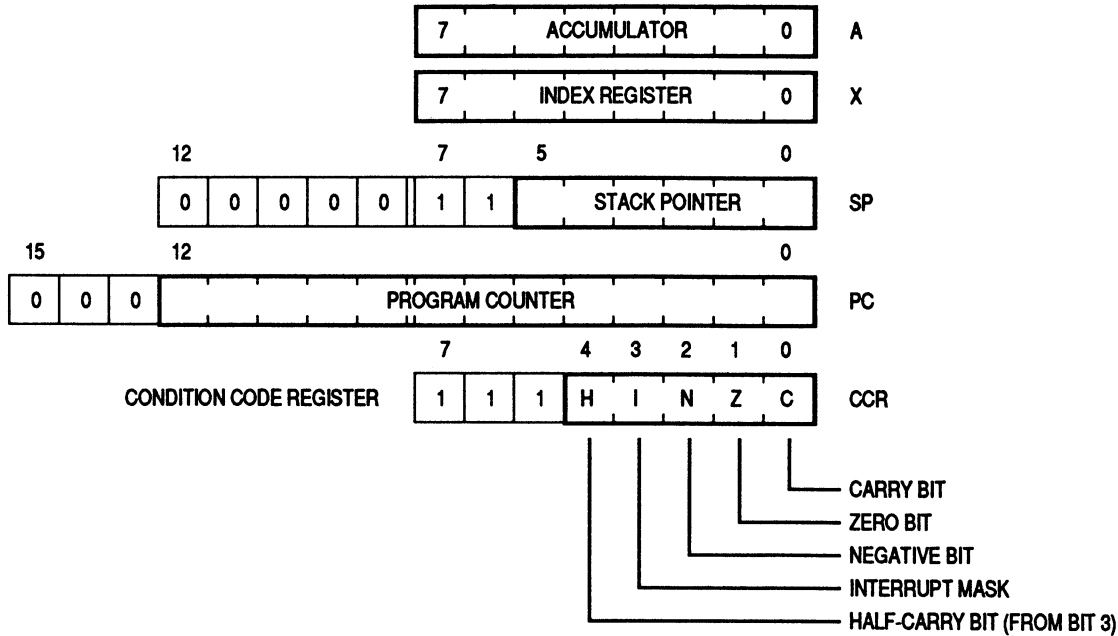 7 ACCUMULATOR 0 A
7 INDEX REGISTER 0 X
12 7 5 0
0 0 0 0 0 1 1 STACK POINTER SP
15 12 0
0 0 0 PROGRAM COUNTER PC
7 4 3 2 1 0
CONDITION CODE REGISTER 1 1 1 H I N Z C CCR
CARRY BIT
ZERO BIT
NEGATIVE BIT
INTERRUPT MASK
HALF-CARRY BIT (FROM BIT 3)